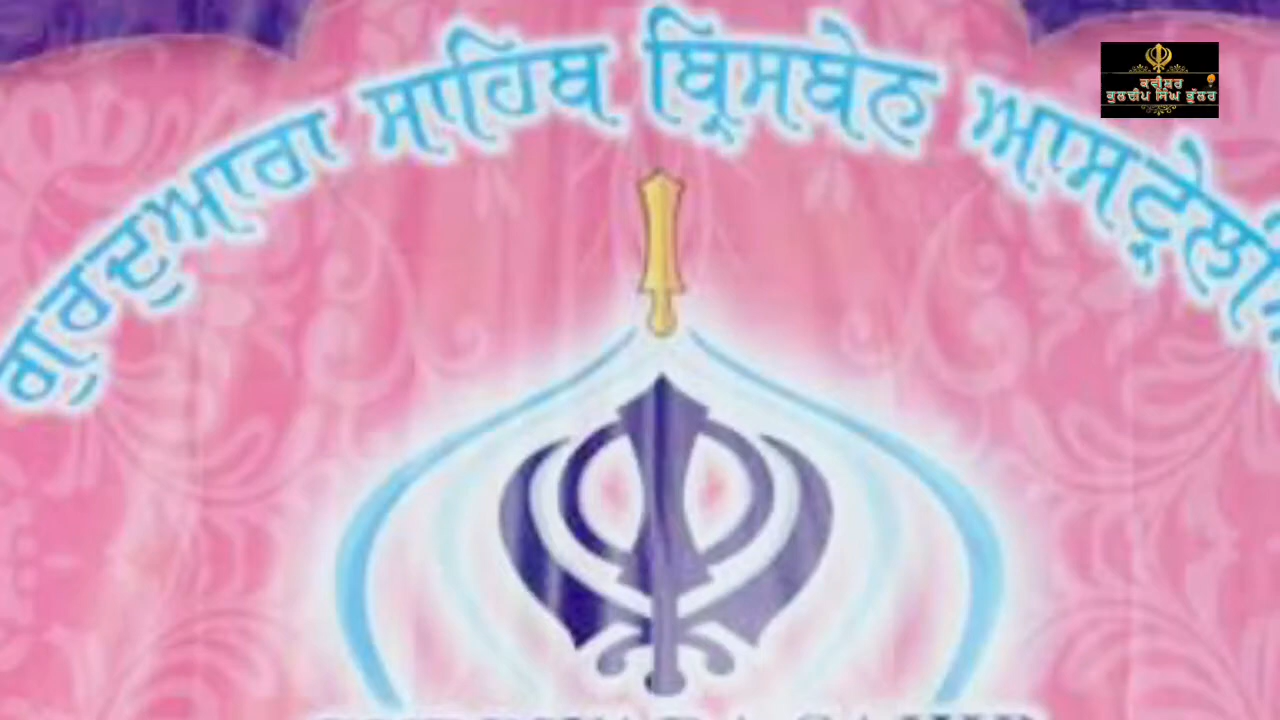 ਗੁਰਦੁਆਰਾ ਸਾਹਿਬ ਬ੍ਰਿਸਬੇਨ
ਕਵੀਸ਼ਰ
ਕੁਲਦੀਪ ਸਿੰਘ ਭੁੱਲਰ